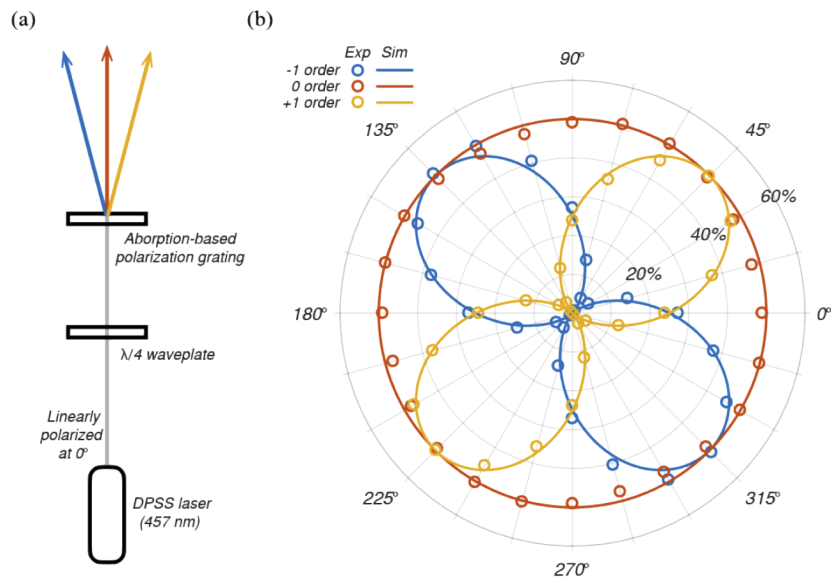 (a)
Aborption-based
polarization grating
λ/4 waveplate
Linearly
polarized
at 0°
DPSS laser
(457 nm)
(b)
Exp Sim
-1 order
0 order
+1 order
90°
135°
45°
60%
40%
20%
180°
0°
225°
315°
270°